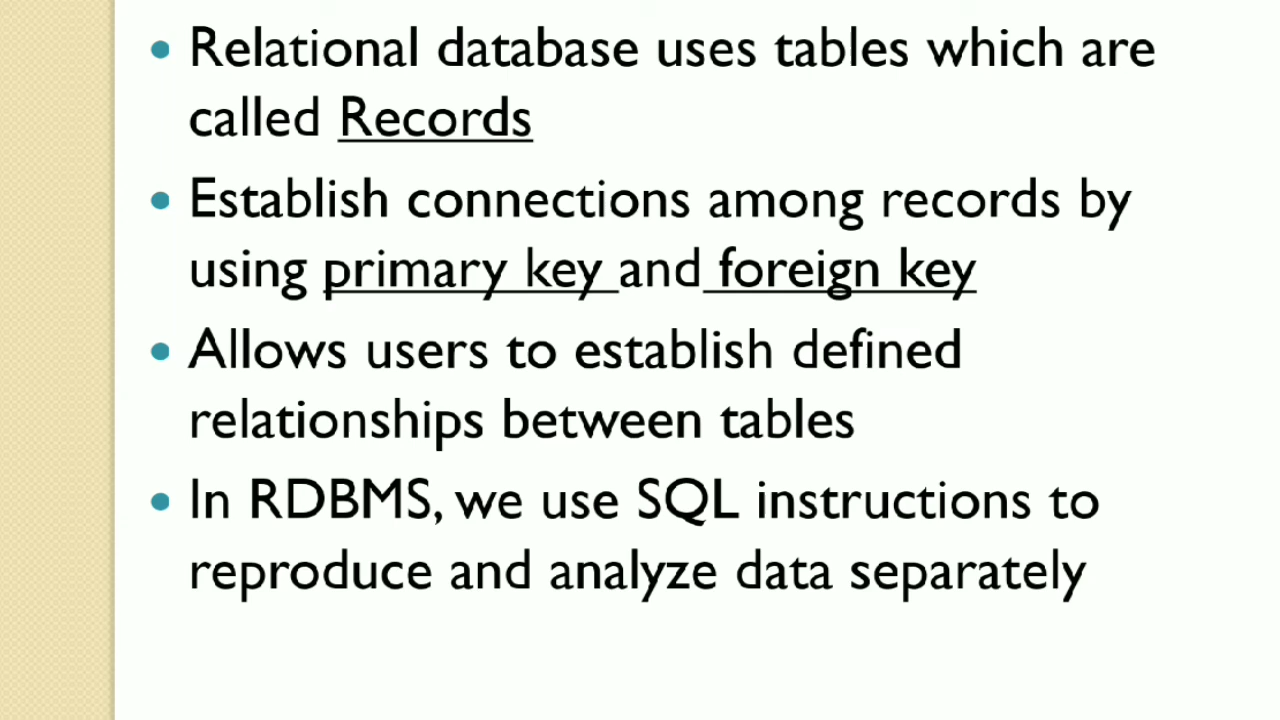 • Relational database uses tables which are
called Records
• Establish connections among records by
using primary key and foreign key
• Allows users to establish defined
relationships between tables
• In RDBMS, we use SQL instructions to
reproduce and analyze data separately